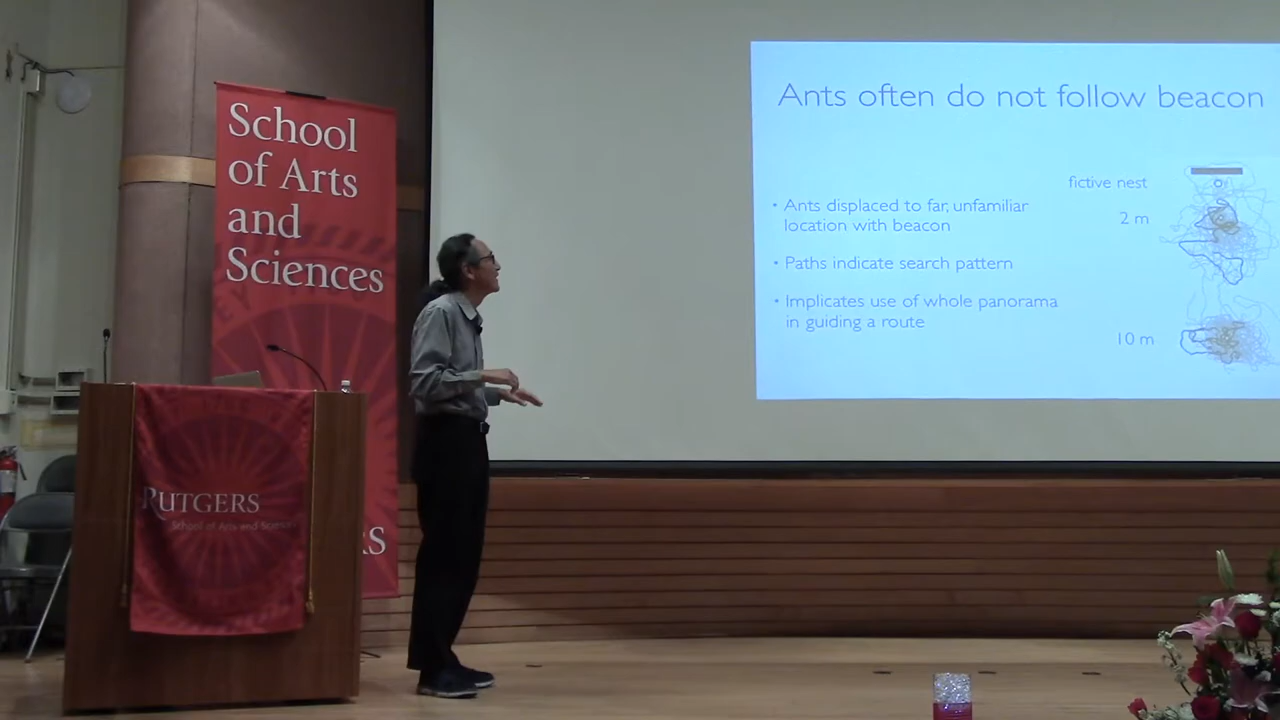 School
of Arts
and
Sciences
RUTGERS
School of Arts and Sciences
RS
Ants often do not follow beacon
• Ants displaced to far, unfamiliar
location with beacon
• Paths indicate search pattern
• Implicates use of whole panorama
in guiding a route
fictive nest
2 m
10 m